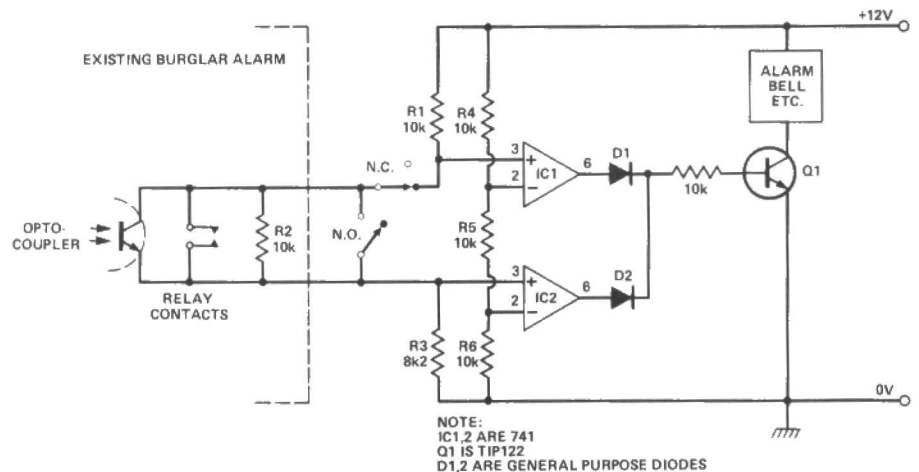 +12V
EXISTING BURGLAR ALARM
ALARM
BELL
ETC.
R1
10k
R4
10k
N.C.
3
2
+
−
IC1
6
D1
10k
Q1
OPTO-
COUPLER
R2
10k
N.O.
R5
10k
RELAY
CONTACTS
3
2
+
−
IC2
6
D2
R3
8k2
R6
10k
0V
NOTE:
IC1,2 ARE 741
Q1 IS TIP122
D1,2 ARE GENERAL PURPOSE DIODES